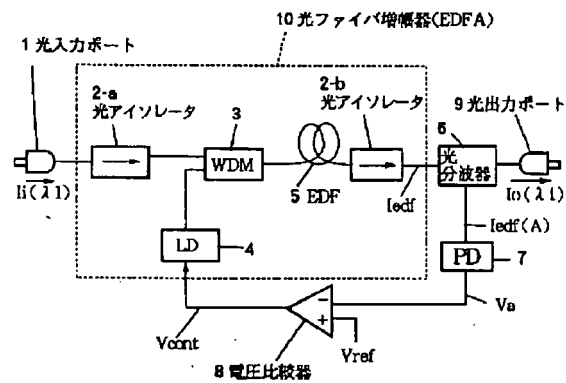 10 光ファイバ増幅器(EDFA)
1 光入力ポート
2-a
光アイソレータ
3
2-b
光アイソレータ
9 光出力ポート
6
WDM
光
分波器
5 EDF
Ii(λ1)
Iedf
Io(λ1)
LD
4
Iedf(A)
PD
7
Va
−
+
Vcont
Vref
8 電圧比較器